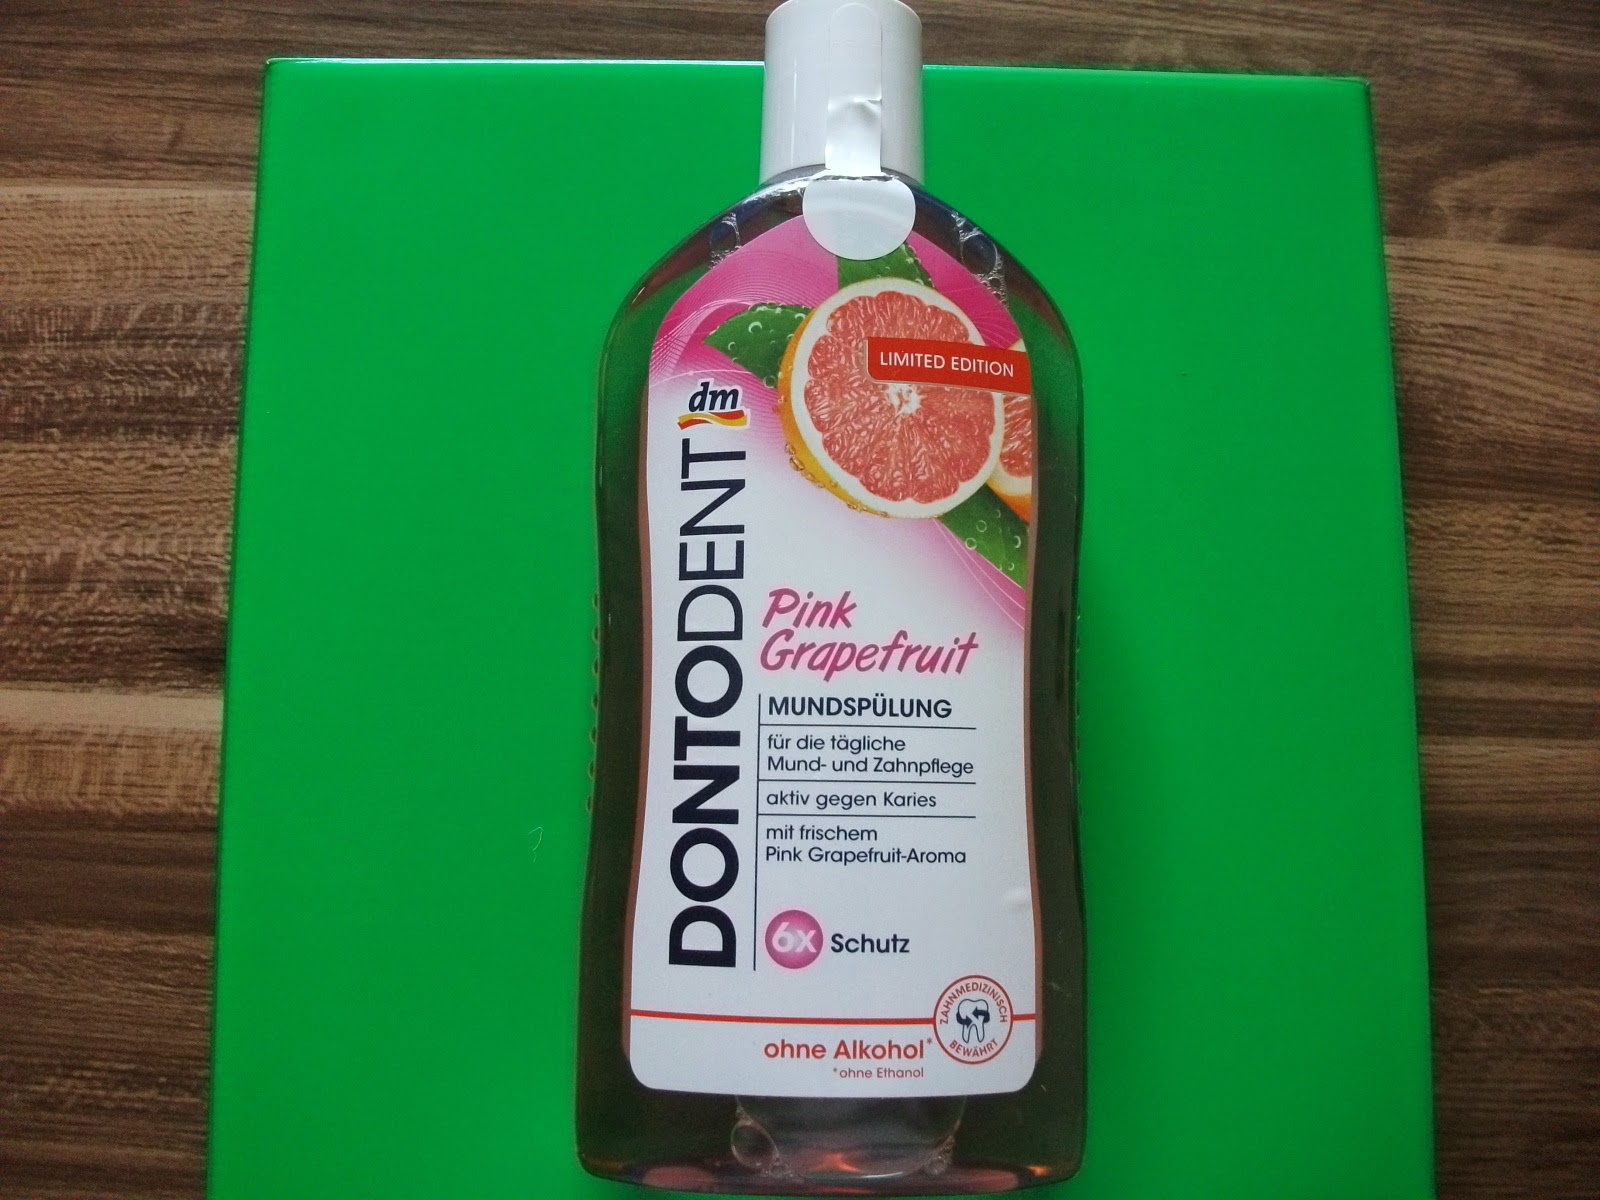 LIMITED EDITION
dm
DONTODENT
Pink
Grapefruit
MUNDSPÜLUNG
für die tägliche
Mund- und Zahnpflege
aktiv gegen Karies
mit frischem
Pink Grapefruit-Aroma
6x Schutz
ZAHNMEDIZINISCH
BEWÄHRT
ohne Alkohol*
*ohne Ethanol